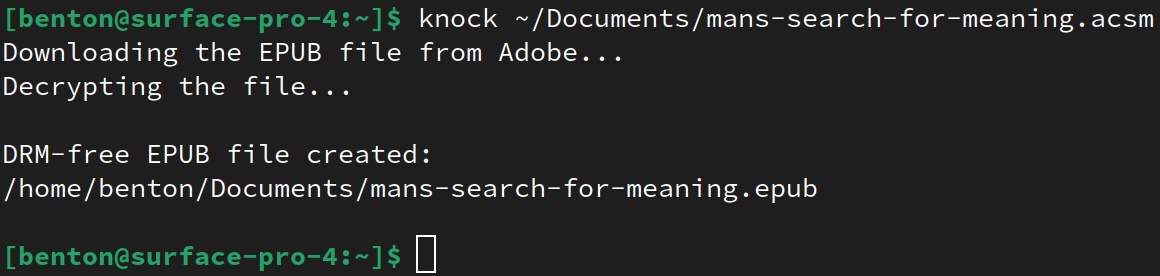 [benton@surface-pro-4:~]$ knock ~/Documents/mans-search-for-meaning.acsm
Downloading the EPUB file from Adobe...
Decrypting the file...
DRM-free EPUB file created:
/home/benton/Documents/mans-search-for-meaning.epub
[benton@surface-pro-4:~]$